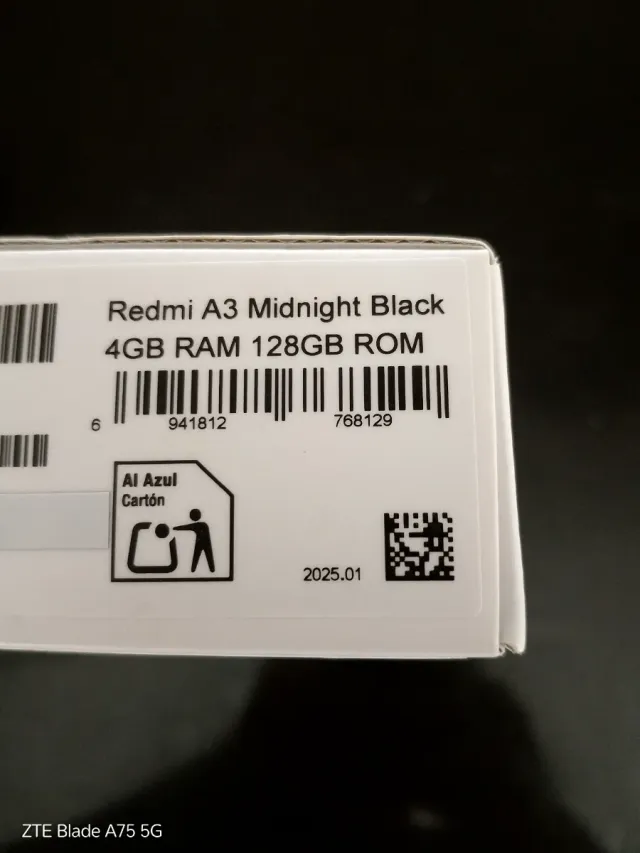 Redmi A3 Midnight Black
4GB RAM 128GB ROM
6 941812 768129
Al Azul
Cartón
2025.01
ZTE Blade A75 5G